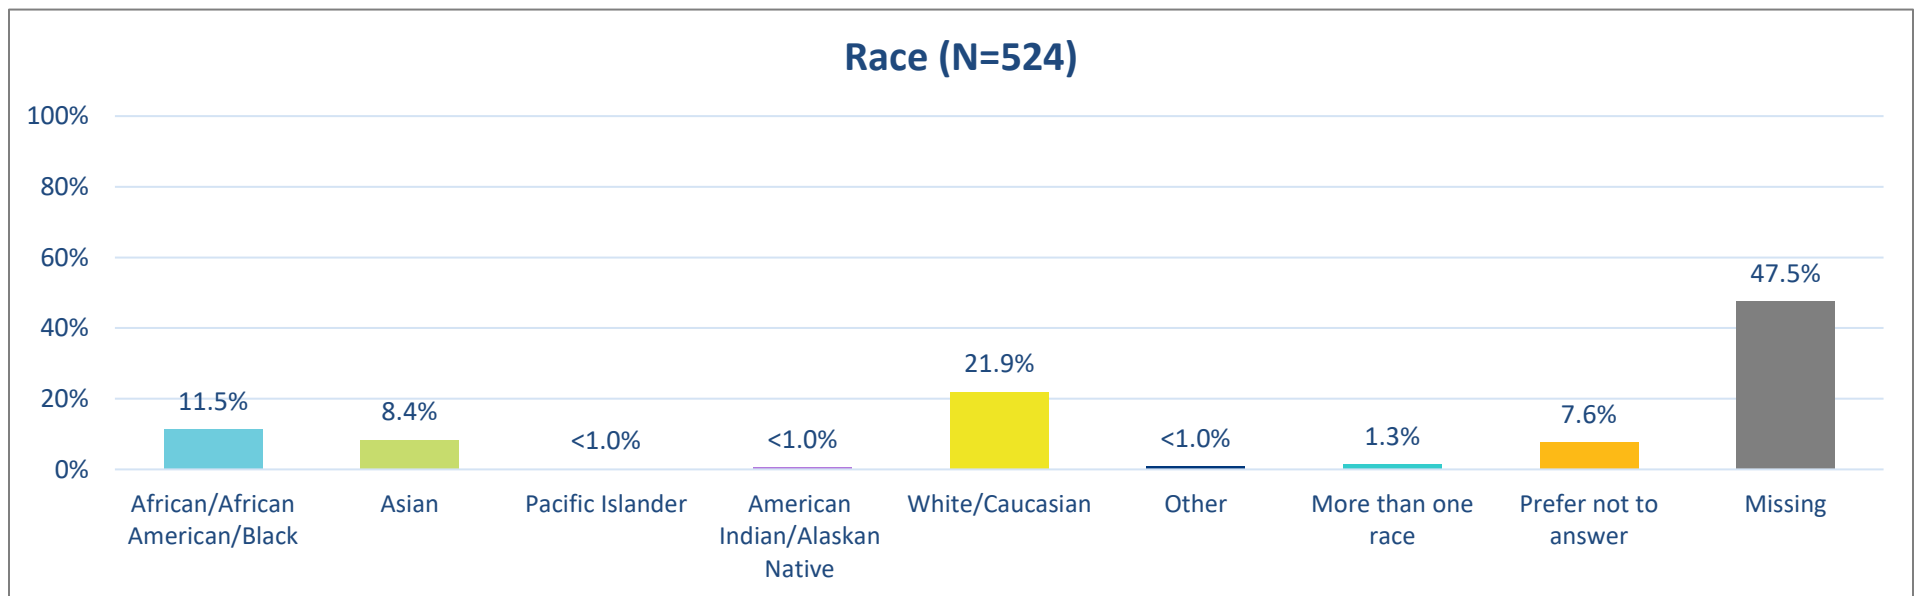 Race (N=524)
100%
80%
60%
40%
20%
0%
11.5%
8.4%
<1.0%
<1.0%
21.9%
<1.0%
1.3%
7.6%
47.5%
African/African
American/Black
Asian
Pacific Islander
American
Indian/Alaskan
Native
White/Caucasian
Other
More than one
race
Prefer not to
answer
Missing